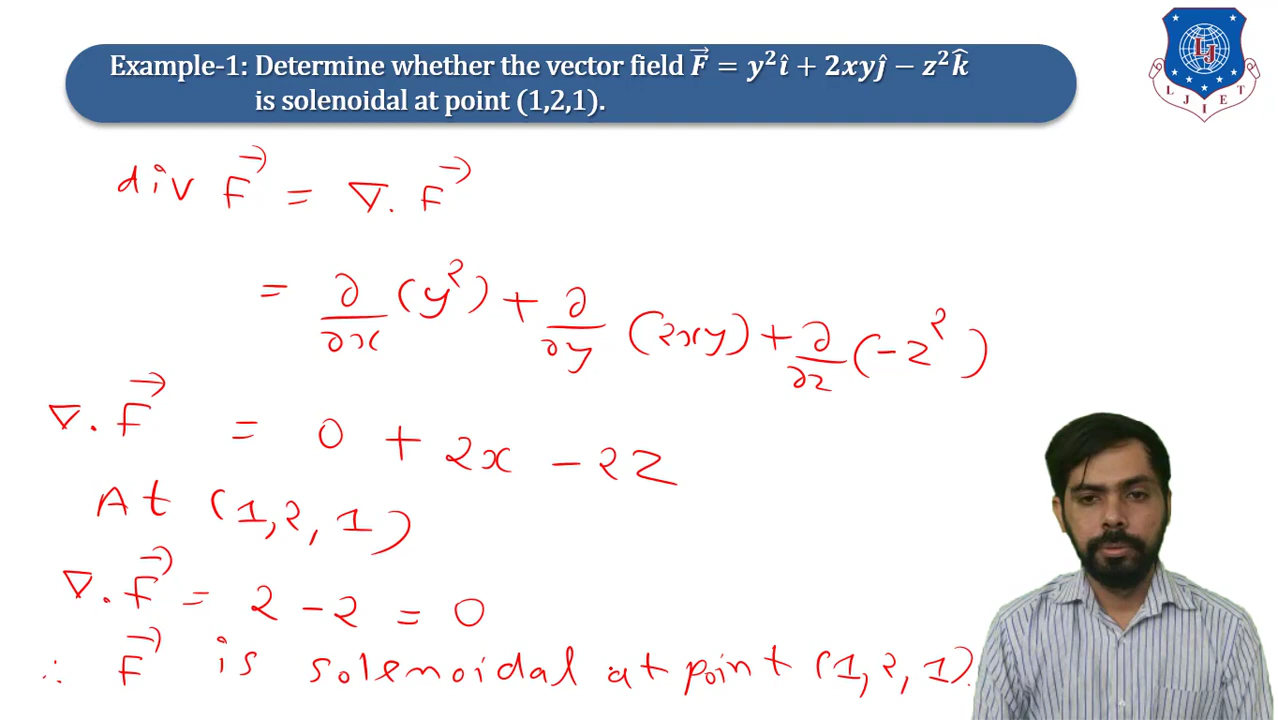 Example-1: Determine whether the vector field F⃗ = y²î + 2xyĵ − z²k̂
is solenoidal at point (1,2,1).
LJ
LJIET
div F⃗ = ∇. F⃗
= ∂/∂x (y²) + ∂/∂y (2xy) + ∂/∂z (−z²)
∇. F⃗ = 0 + 2x − 2z
At (1,2,1)
∇. F⃗ = 2 − 2 = 0
∴ F⃗ is solenoidal at point (1,2,1).